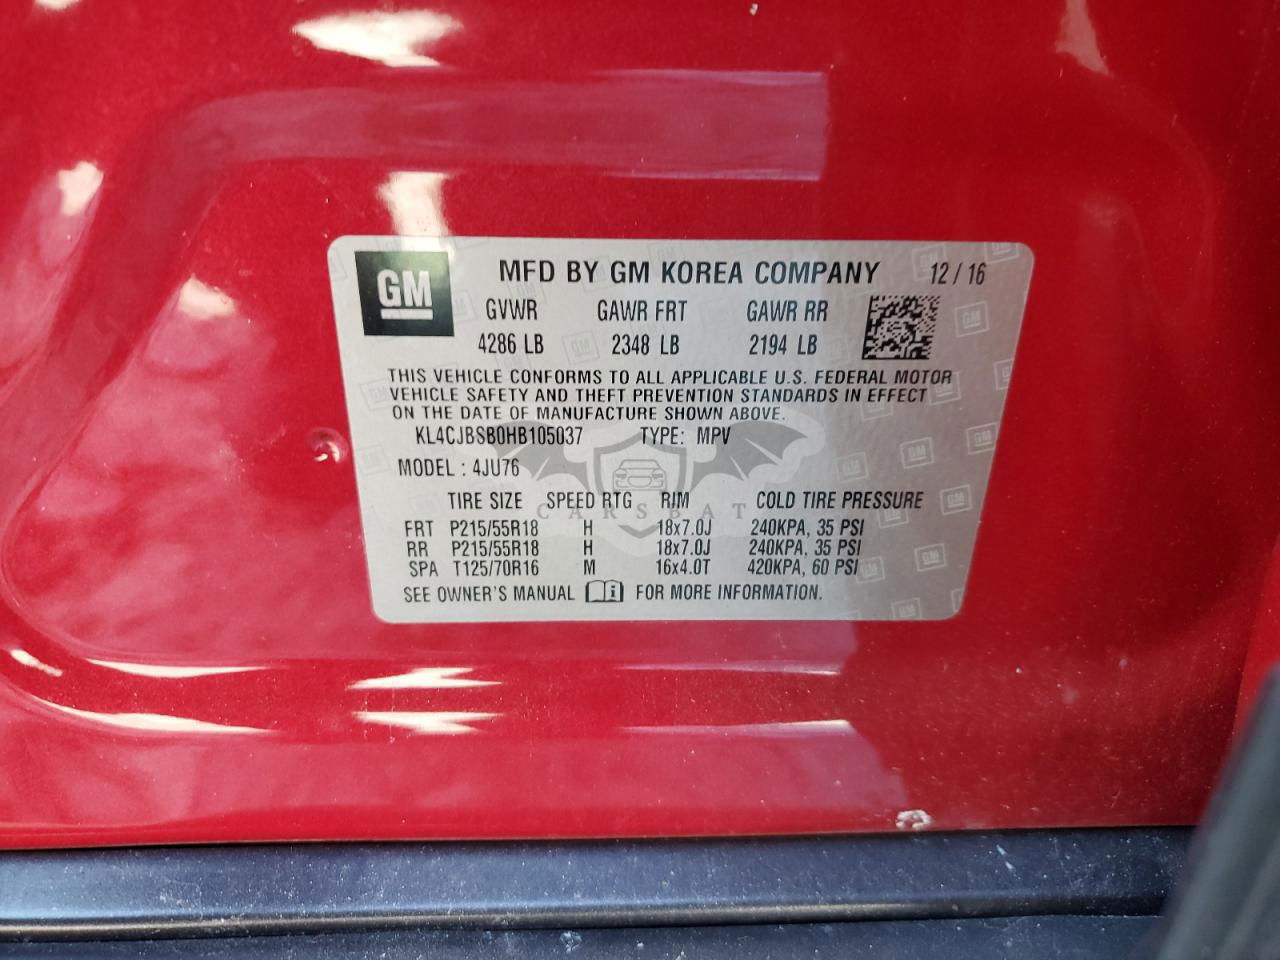 GM
MFD BY GM KOREA COMPANY 12/16
GVWR GAWR FRT GAWR RR
4286 LB 2348 LB 2194 LB
THIS VEHICLE CONFORMS TO ALL APPLICABLE U.S. FEDERAL MOTOR
VEHICLE SAFETY AND THEFT PREVENTION STANDARDS IN EFFECT
ON THE DATE OF MANUFACTURE SHOWN ABOVE.
KL4CJBSB0HB105037 TYPE: MPV
MODEL : 4JU76
TIRE SIZE SPEED RTG RIM COLD TIRE PRESSURE
CARSBAT
FRT P215/55R18 H 18x7.0J 240KPA, 35 PSI
RR P215/55R18 H 18x7.0J 240KPA, 35 PSI
SPA T125/70R16 M 16x4.0T 420KPA, 60 PSI
SEE OWNER'S MANUAL i FOR MORE INFORMATION.